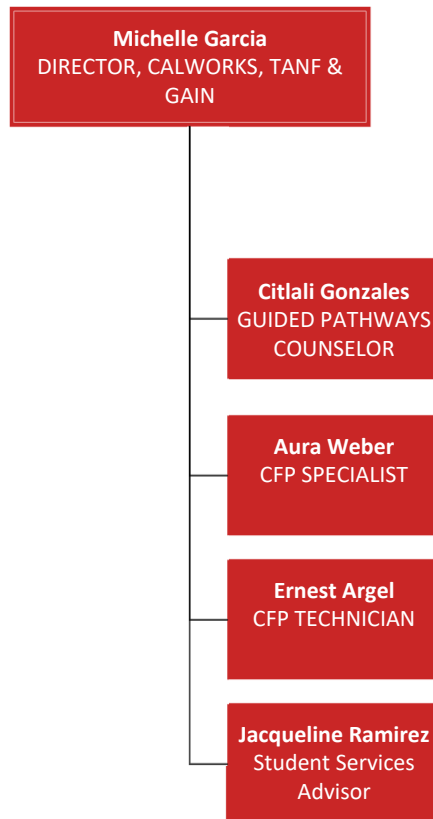 Michelle Garcia
DIRECTOR, CALWORKS, TANF &
GAIN
Citlali Gonzales
GUIDED PATHWAYS
COUNSELOR
Aura Weber
CFP SPECIALIST
Ernest Argel
CFP TECHNICIAN
Jacqueline Ramirez
Student Services
Advisor